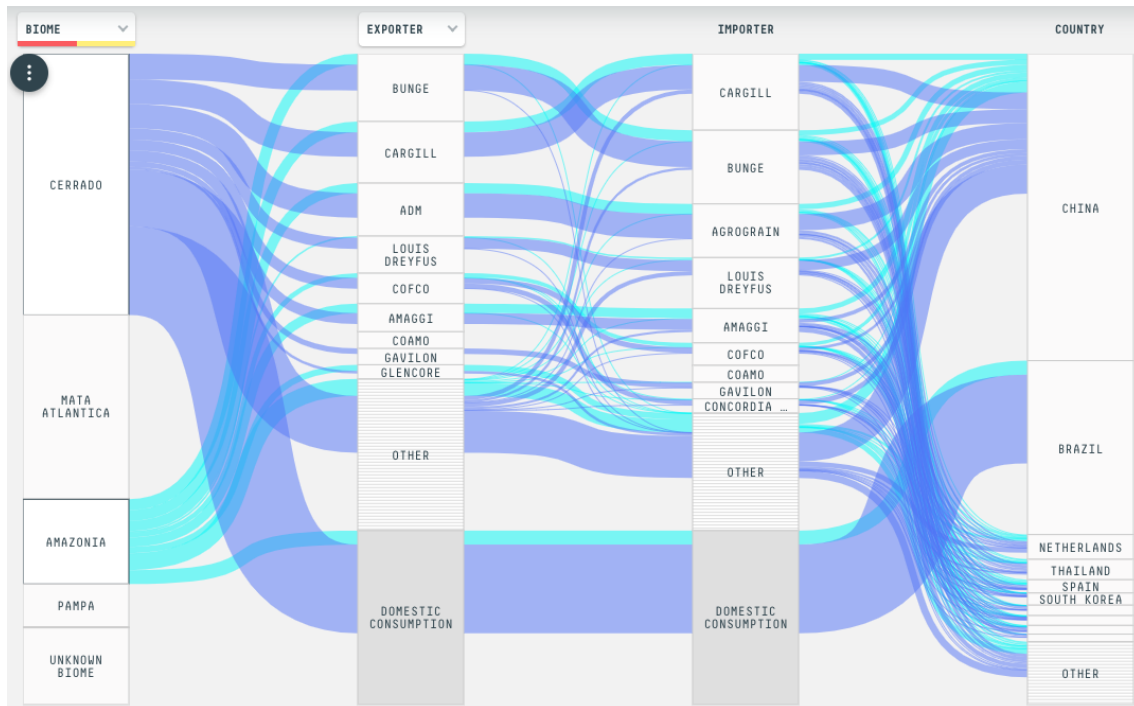 BIOME
EXPORTER
IMPORTER
COUNTRY
CERRADO
MATA
ATLANTICA
AMAZONIA
PAMPA
UNKNOWN
BIOME
BUNGE
CARGILL
ADM
LOUIS
DREYFUS
COFCO
AMAGGI
COAMO
GAVILON
GLENCORE
OTHER
DOMESTIC
CONSUMPTION
CARGILL
BUNGE
AGROGRAIN
LOUIS
DREYFUS
AMAGGI
COFCO
COAMO
GAVILON
CONCORDIA …
OTHER
DOMESTIC
CONSUMPTION
CHINA
BRAZIL
NETHERLANDS
THAILAND
SPAIN
SOUTH KOREA
OTHER